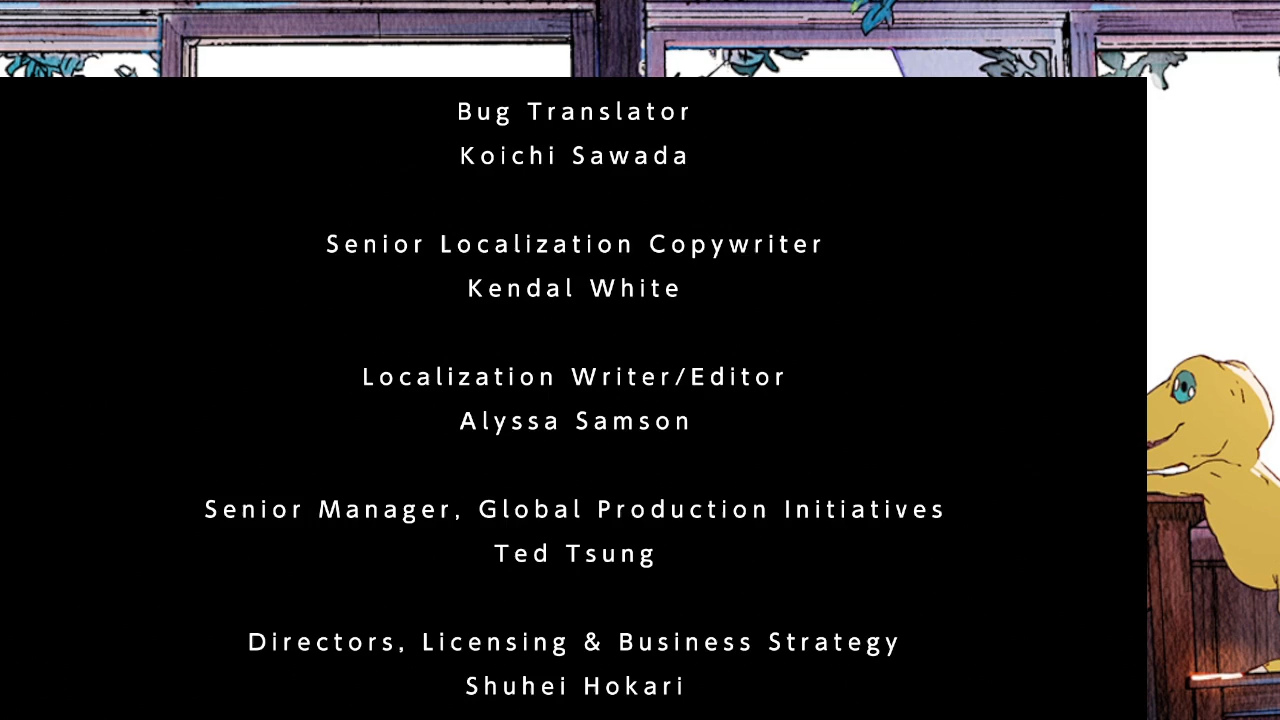 Bug Translator
Koichi Sawada
Senior Localization Copywriter
Kendal White
Localization Writer/Editor
Alyssa Samson
Senior Manager, Global Production Initiatives
Ted Tsung
Directors, Licensing & Business Strategy
Shuhei Hokari